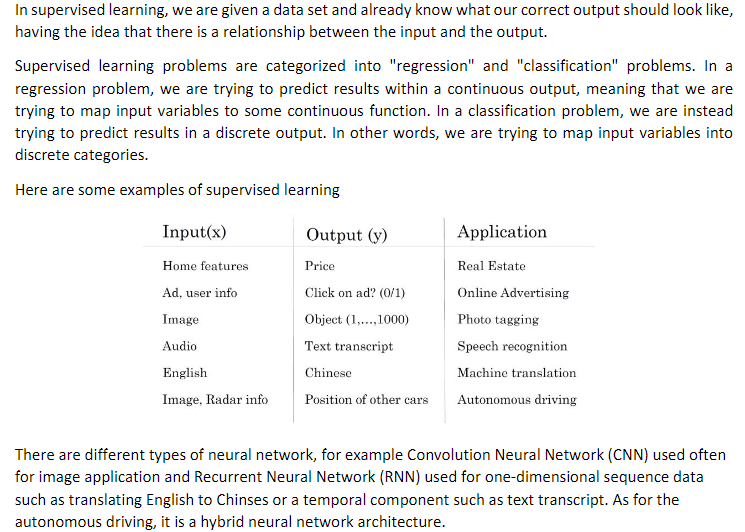 In supervised learning, we are given a data set and already know what our correct output should look like,
having the idea that there is a relationship between the input and the output.
Supervised learning problems are categorized into "regression" and "classification" problems. In a
regression problem, we are trying to predict results within a continuous output, meaning that we are
trying to map input variables to some continuous function. In a classification problem, we are instead
trying to predict results in a discrete output. In other words, we are trying to map input variables into
discrete categories.
Here are some examples of supervised learning
Input(x) Output (y) Application
Home features Price Real Estate
Ad, user info Click on ad? (0/1) Online Advertising
Image Object (1,...,1000) Photo tagging
Audio Text transcript Speech recognition
English Chinese Machine translation
Image, Radar info Position of other cars Autonomous driving
There are different types of neural network, for example Convolution Neural Network (CNN) used often
for image application and Recurrent Neural Network (RNN) used for one-dimensional sequence data
such as translating English to Chinses or a temporal component such as text transcript. As for the
autonomous driving, it is a hybrid neural network architecture.